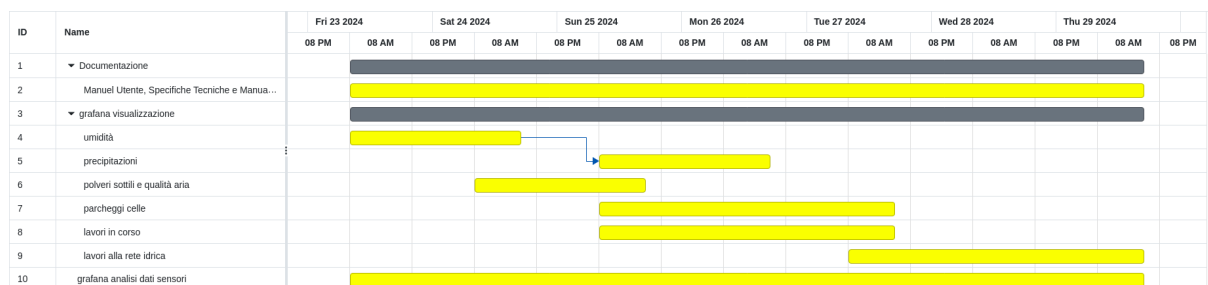 ID Name Fri 23 2024 Sat 24 2024 Sun 25 2024 Mon 26 2024 Tue 27 2024 Wed 28 2024 Thu 29 2024
08 PM 08 AM 08 PM 08 AM 08 PM 08 AM 08 PM 08 AM 08 PM 08 AM 08 PM 08 AM 08 PM 08 AM 08 PM
1 Documentazione
2 Manuel Utente, Specifiche Tecniche e Manua...
3 grafana visualizzazione
4 umidità
5 precipitazioni
6 polveri sottili e qualità aria
7 parcheggi celle
8 lavori in corso
9 lavori alla rete idrica
10 grafana analisi dati sensori